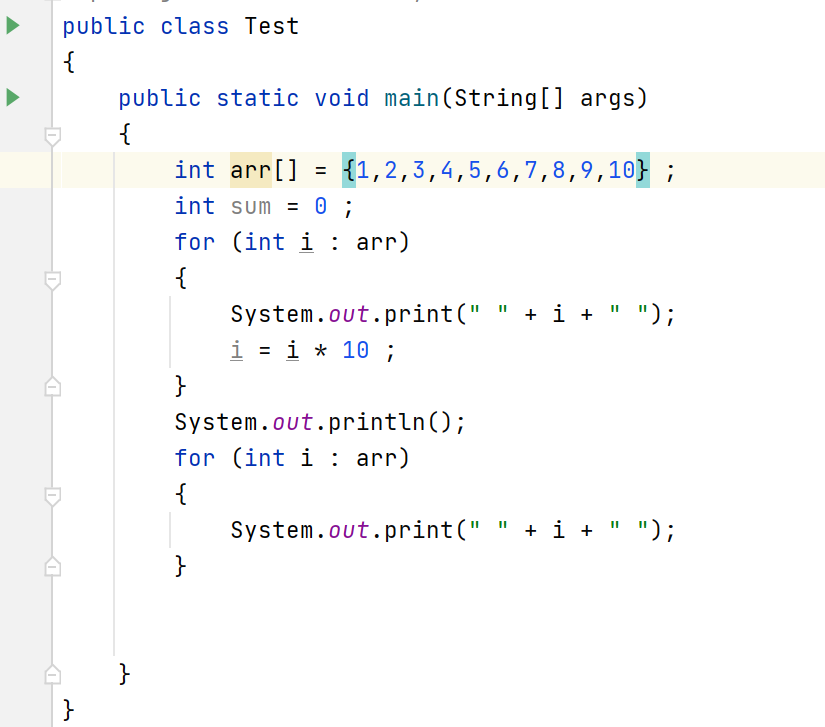 public class Test
{
public static void main(String[] args)
{
int arr[] = {1,2,3,4,5,6,7,8,9,10} ;
int sum = 0 ;
for (int i : arr)
{
System.out.print(" " + i + " ");
i = i * 10 ;
}
System.out.println();
for (int i : arr)
{
System.out.print(" " + i + " ");
}
}
}